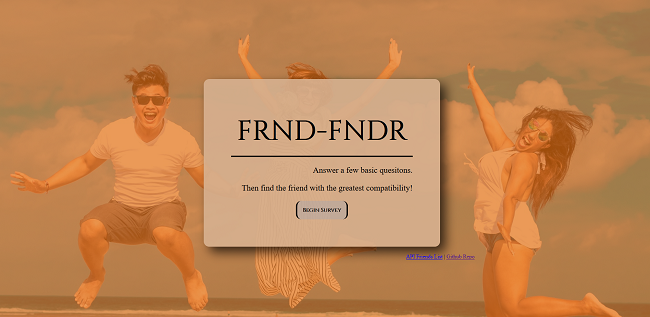 FRND-FNDR
Answer a few basic quesitons.
Then find the friend with the greatest compatibility!
Begin Survey
API Friends List | Github Repo